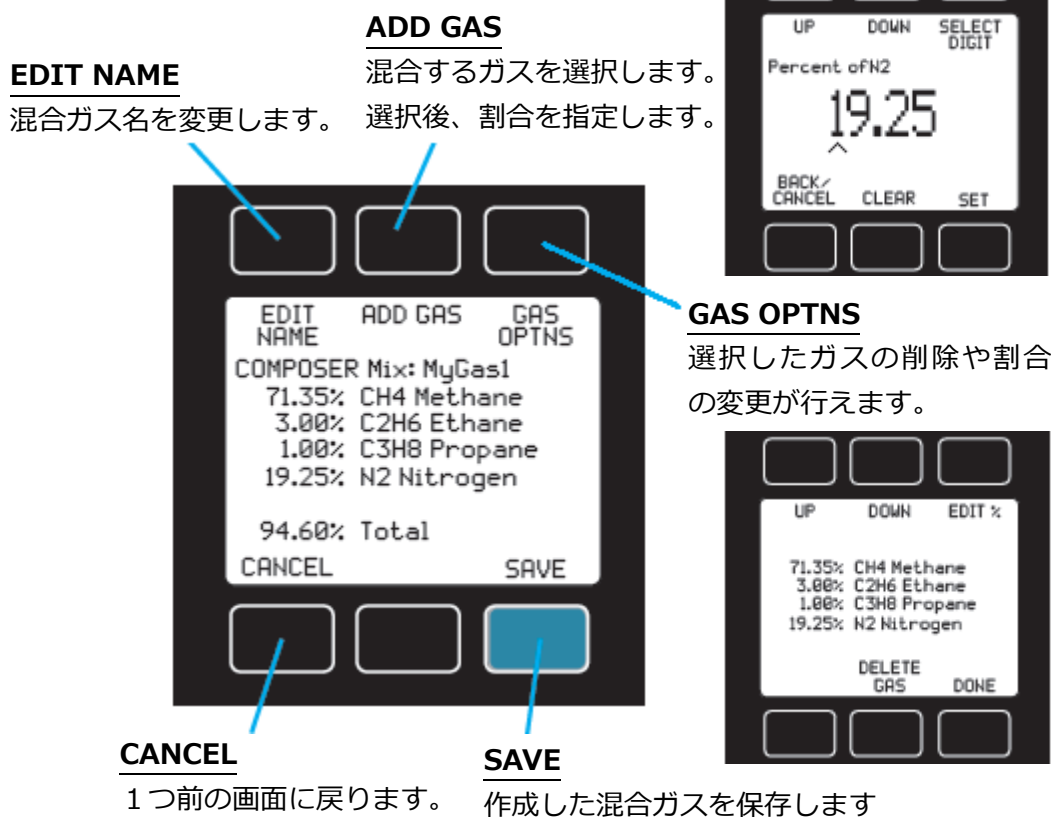 ADD GAS
混合するガスを選択します。
選択後、割合を指定します。
EDIT NAME
混合ガス名を変更します。
UP DOWN SELECT
DIGIT
Percent ofN2
19.25
^
BACK/
CANCEL CLEAR SET
EDIT
NAME ADD GAS GAS
OPTNS
COMPOSER Mix: MyGas1
71.35% CH4 Methane
3.00% C2H6 Ethane
1.00% C3H8 Propane
19.25% N2 Nitrogen
94.60% Total
CANCEL SAVE
GAS OPTNS
選択したガスの削除や割合
の変更が行えます。
UP DOWN EDIT %
71.35% CH4 Methane
3.00% C2H6 Ethane
1.00% C3H8 Propane
19.25% N2 Nitrogen
DELETE
GAS DONE
CANCEL
１つ前の画面に戻ります。
SAVE
作成した混合ガスを保存します